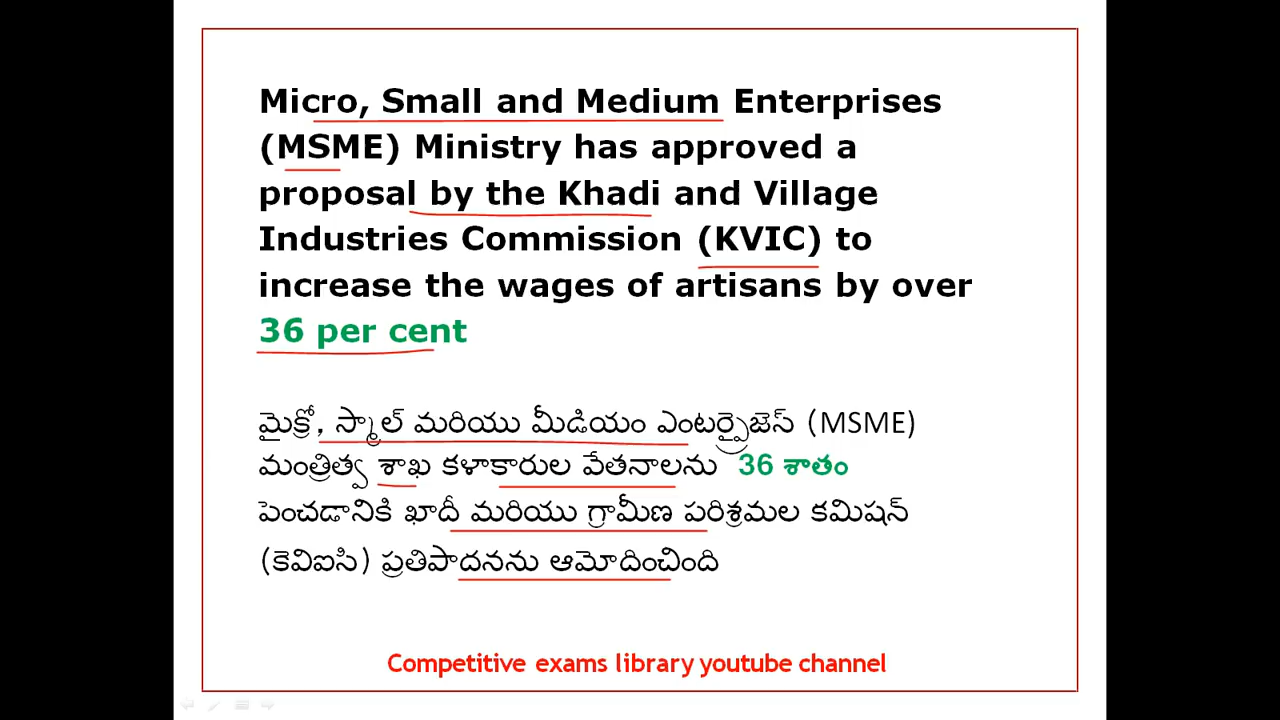 Micro, Small and Medium Enterprises
(MSME) Ministry has approved a
proposal by the Khadi and Village
Industries Commission (KVIC) to
increase the wages of artisans by over
36 per cent
మైక్రో, స్మాల్ మరియు మీడియం ఎంటర్ప్రైజెస్ (MSME)
మంత్రిత్వ శాఖ కళాకారుల వేతనాలను 36 శాతం
పెంచడానికి ఖాదీ మరియు గ్రామీణ పరిశ్రమల కమిషన్
(కెవిఐసి) ప్రతిపాదనను ఆమోదించింది
Competitive exams library youtube channel